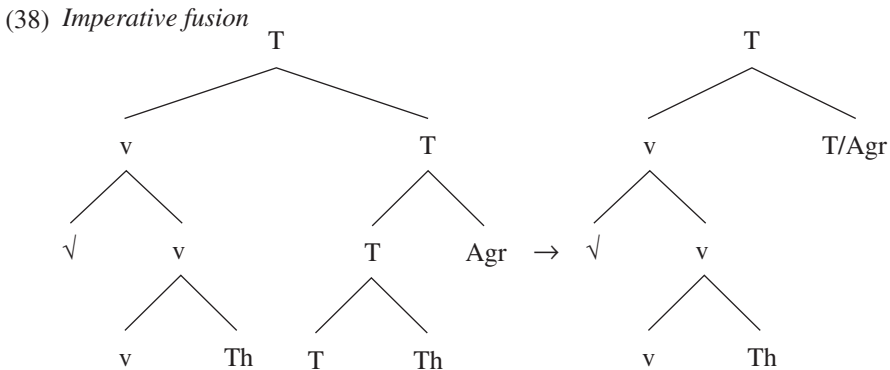 (38) Imperative fusion
T T
v T v T/Agr
√ v T Agr → √ v
v Th T Th v Th